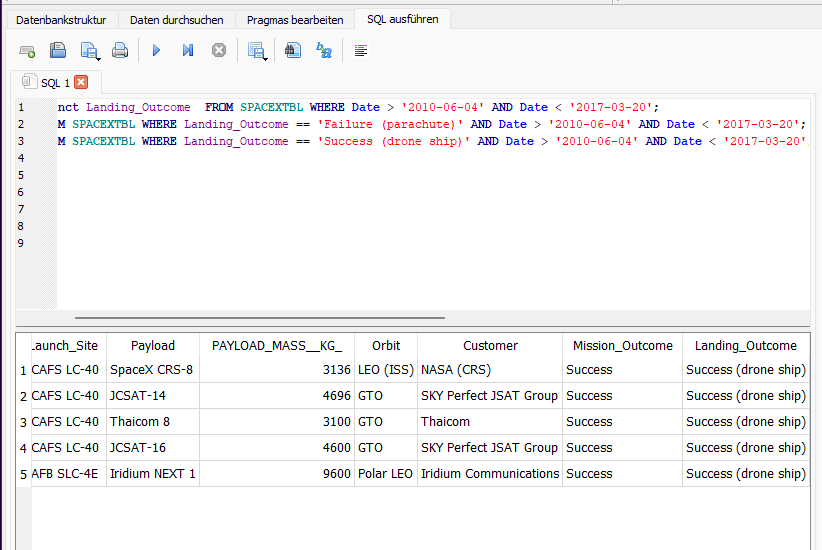 Datenbankstruktur Daten durchsuchen Pragmas bearbeiten SQL ausführen
SQL 1
1 nct Landing_Outcome  FROM SPACEXTBL WHERE Date > '2010-06-04' AND Date < '2017-03-20';
2 M SPACEXTBL WHERE Landing_Outcome == 'Failure (parachute)' AND Date > '2010-06-04' AND Date < '2017-03-20';
3 M SPACEXTBL WHERE Landing_Outcome == 'Success (drone ship)' AND Date > '2010-06-04' AND Date < '2017-03-20'
4
5
6
7
8
9
Launch_Site Payload PAYLOAD_MASS__KG_ Orbit Customer Mission_Outcome Landing_Outcome
1 CAFS LC-40 SpaceX CRS-8 3136 LEO (ISS) NASA (CRS) Success Success (drone ship)
2 CAFS LC-40 JCSAT-14 4696 GTO SKY Perfect JSAT Group Success Success (drone ship)
3 CAFS LC-40 Thaicom 8 3100 GTO Thaicom Success Success (drone ship)
4 CAFS LC-40 JCSAT-16 4600 GTO SKY Perfect JSAT Group Success Success (drone ship)
5 AFB SLC-4E Iridium NEXT 1 9600 Polar LEO Iridium Communications Success Success (drone ship)